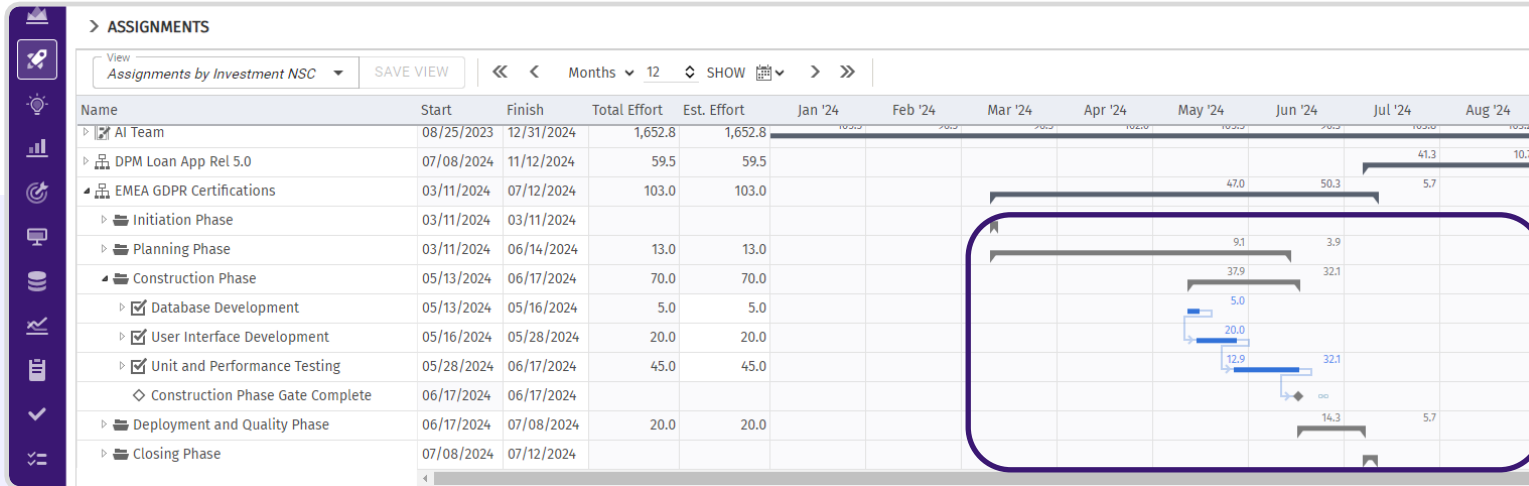 ASSIGNMENTS
View
Assignments by Investment NSC SAVE VIEW Months 12 SHOW
Name Start Finish Total Effort Est. Effort Jan '24 Feb '24 Mar '24 Apr '24 May '24 Jun '24 Jul '24 Aug '24
AI Team 08/25/2023 12/31/2024 1,652.8 1,652.8
DPM Loan App Rel 5.0 07/08/2024 11/12/2024 59.5 59.5 41.3
EMEA GDPR Certifications 03/11/2024 07/12/2024 103.0 103.0 47.0 50.3 5.7
Initiation Phase 03/11/2024 03/11/2024
Planning Phase 03/11/2024 06/14/2024 13.0 13.0 9.1 3.9
Construction Phase 05/13/2024 06/17/2024 70.0 70.0 37.9 32.1
Database Development 05/13/2024 05/16/2024 5.0 5.0 5.0
User Interface Development 05/16/2024 05/28/2024 20.0 20.0 20.0
Unit and Performance Testing 05/28/2024 06/17/2024 45.0 45.0 12.9 32.1
Construction Phase Gate Complete 06/17/2024 06/17/2024
Deployment and Quality Phase 06/17/2024 07/08/2024 20.0 20.0 14.3 5.7
Closing Phase 07/08/2024 07/12/2024